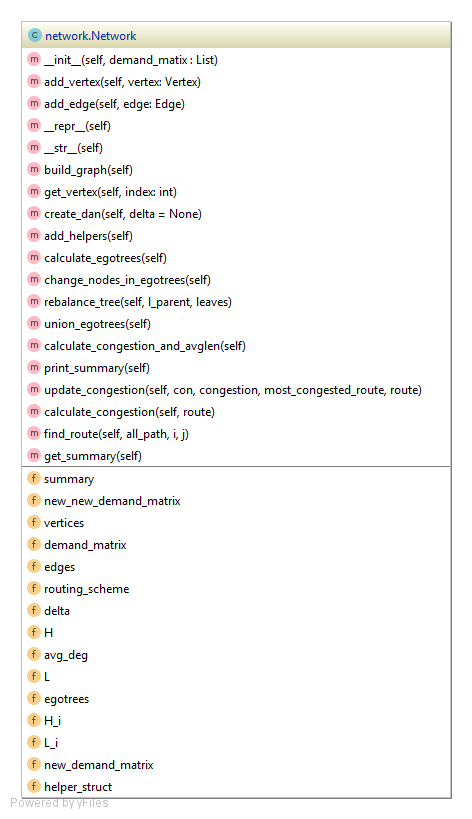 C network.Network
m __init__(self, demand_matix : List)
m add_vertex(self, vertex: Vertex)
m add_edge(self, edge: Edge)
m __repr__(self)
m __str__(self)
m build_graph(self)
m get_vertex(self, index: int)
m create_dan(self, delta = None)
m add_helpers(self)
m calculate_egotrees(self)
m change_nodes_in_egotrees(self)
m rebalance_tree(self, l_parent, leaves)
m union_egotrees(self)
m calculate_congestion_and_avglen(self)
m print_summary(self)
m update_congestion(self, con, congestion, most_congested_route, route)
m calculate_congestion(self, route)
m find_route(self, all_path, i, j)
m get_summary(self)
f summary
f new_new_demand_matrix
f vertices
f demand_matrix
f edges
f routing_scheme
f delta
f H
f avg_deg
f L
f egotrees
f H_i
f L_i
f new_demand_matrix
f helper_struct
Powered by yFiles